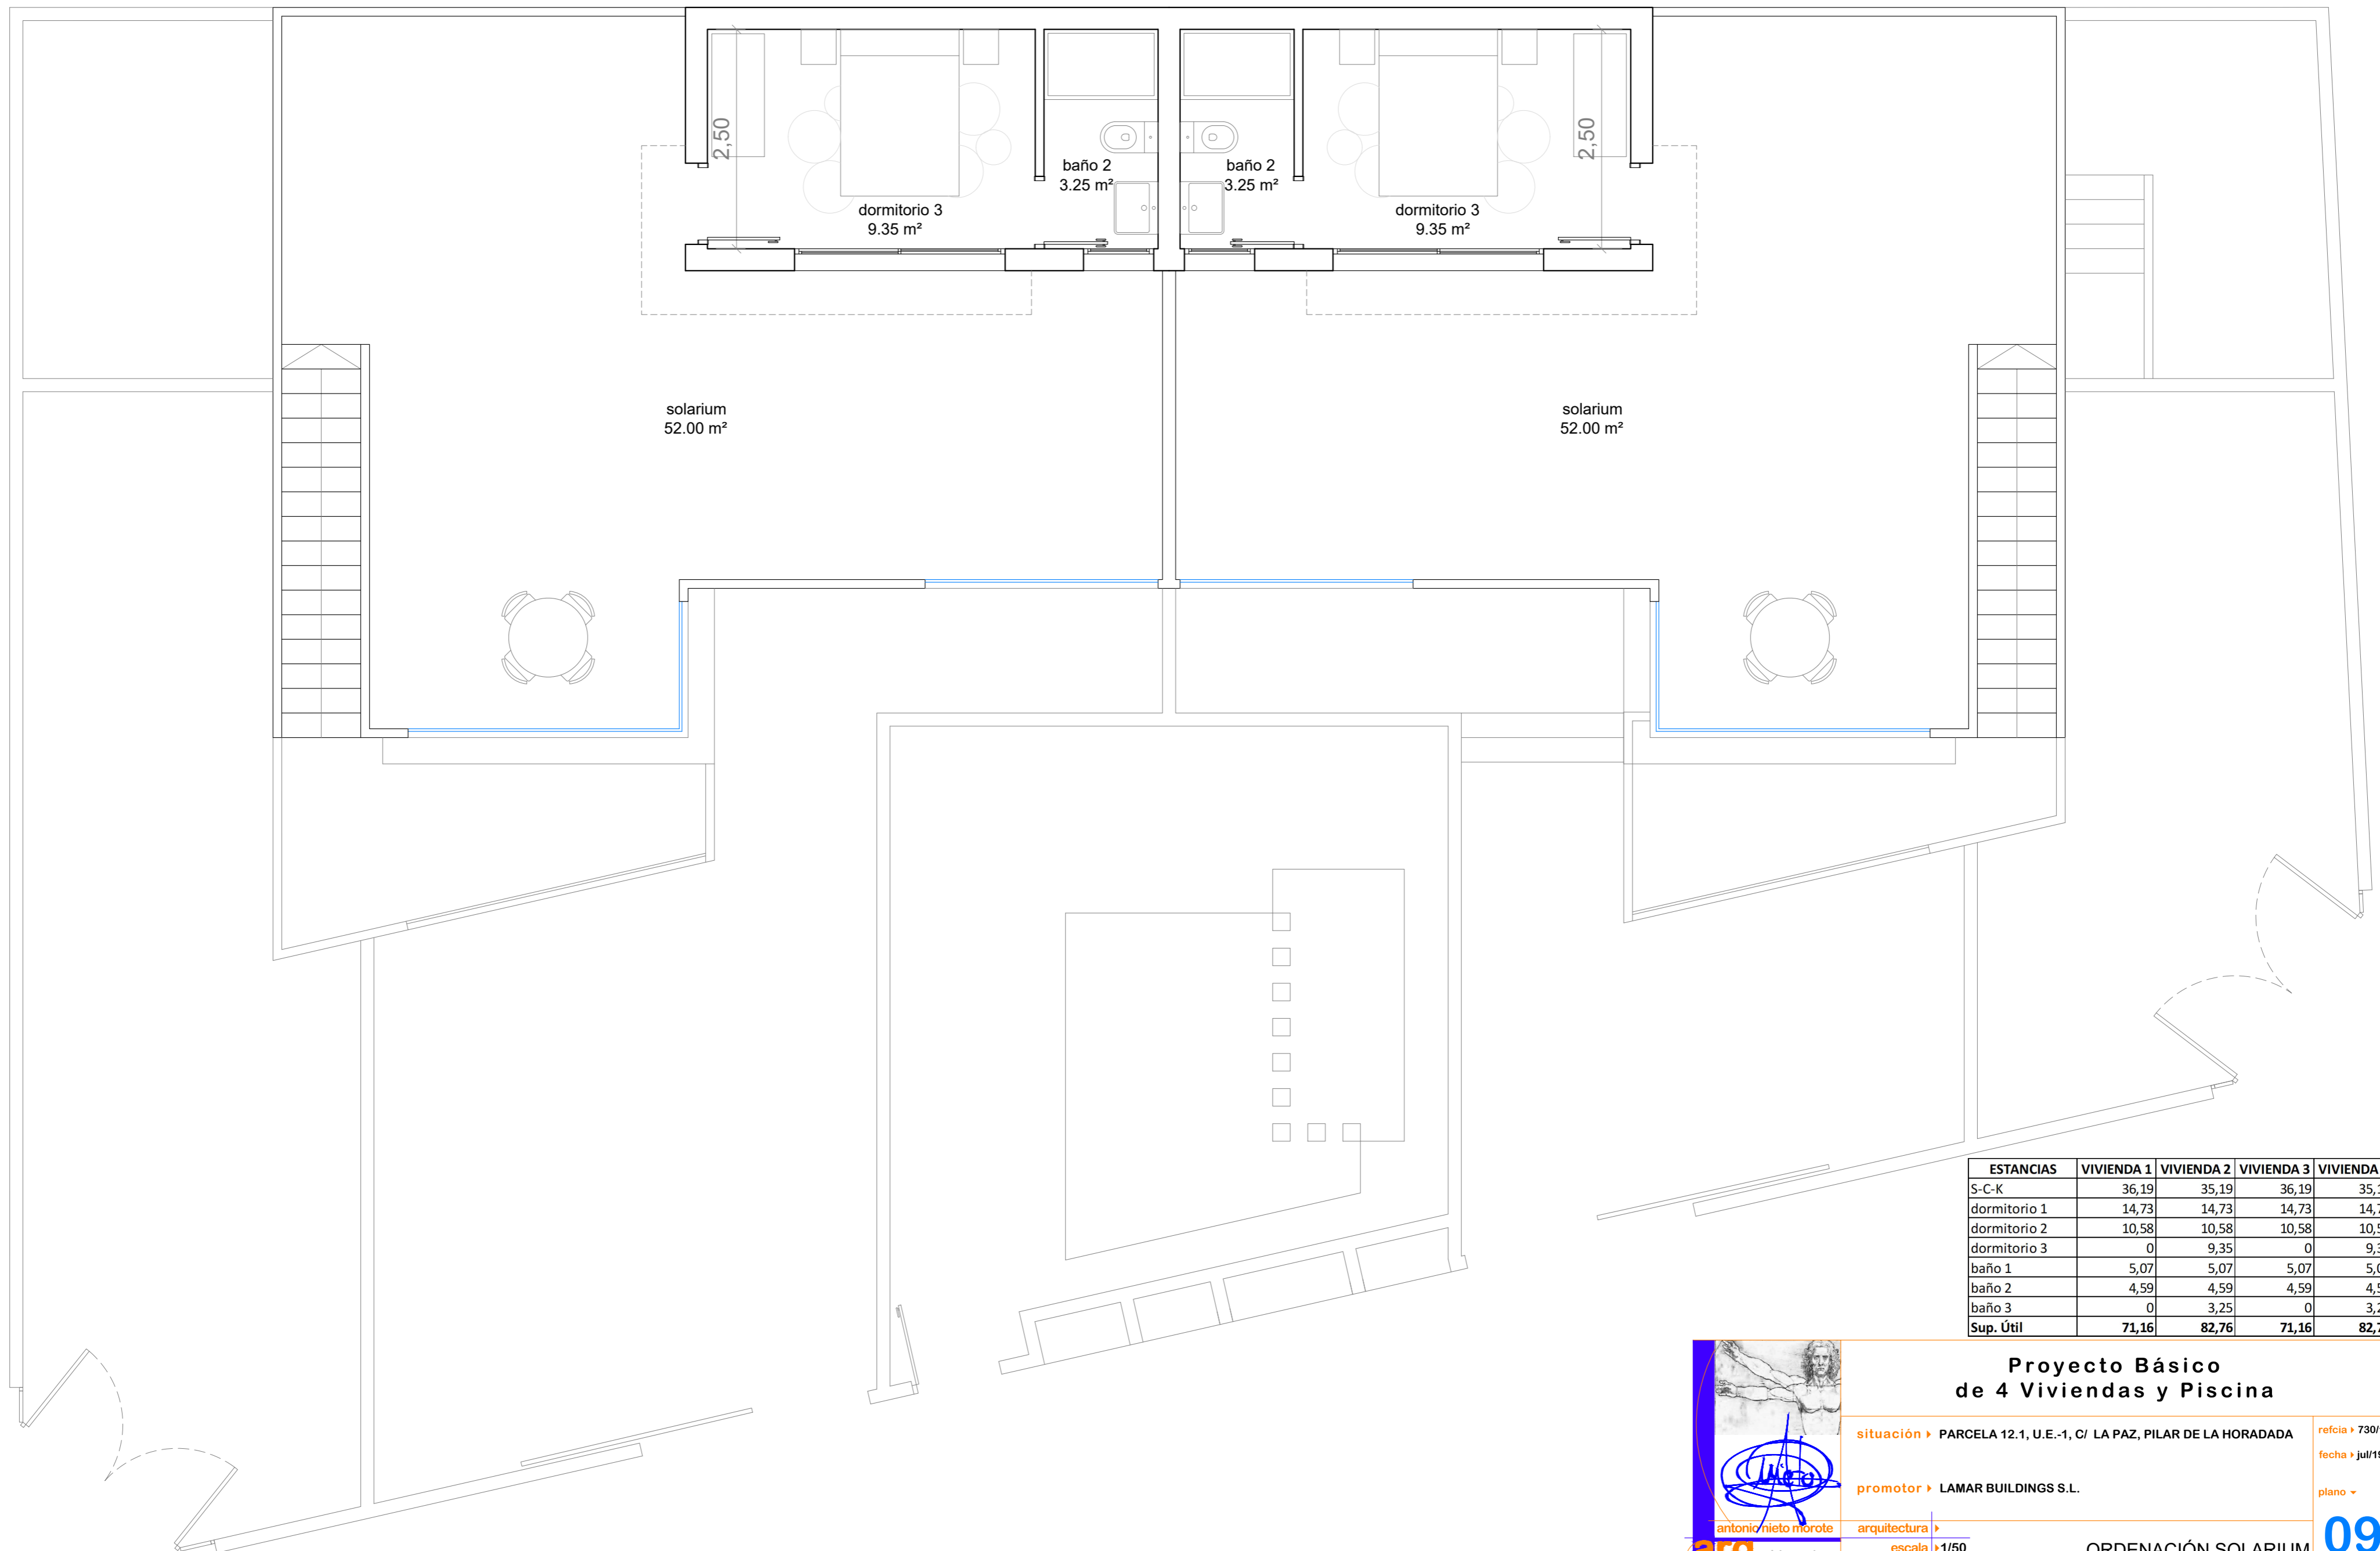 2,50
2,50
baño 2
3.25 m²
baño 2
3.25 m²
dormitorio 3
9.35 m²
dormitorio 3
9.35 m²
solarium
52.00 m²
solarium
52.00 m²
ESTANCIAS VIVIENDA 1 VIVIENDA 2 VIVIENDA 3 VIVIENDA
S-C-K 36,19 35,19 36,19
dormitorio 1 14,73 14,73 14,73
dormitorio 2 10,58 10,58 10,58
dormitorio 3 0 9,35 0
baño 1 5,07 5,07 5,07
baño 2 4,59 4,59 4,59
baño 3 0 3,25 0
Sup. Útil 71,16 82,76 71,16
Proyecto Básico
de 4 Viviendas y Piscina
situación PARCELA 12.1, U.E.-1, C/ LA PAZ, PILAR DE LA HORADADA
refcia 730/
fecha jul/19
promotor LAMAR BUILDINGS S.L.
plano
antonio nieto morote arquitectura
09
arq
escala 1/50 ORDENACIÓN SOLARIUM